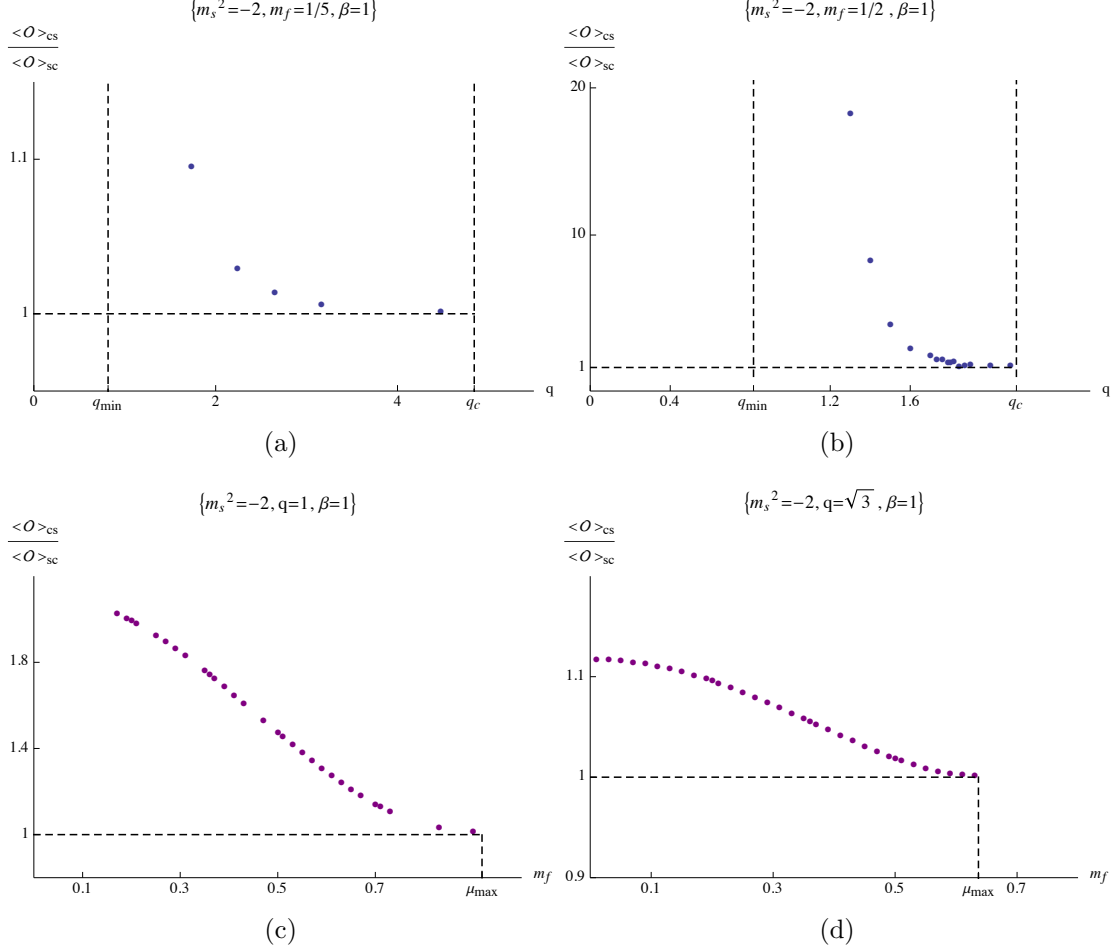 {m_s^2=−2, m_f=1/5, β=1}
<O>_cs
<O>_sc
1.1
1
0 q_min 2 4 q_c q
(a)
{m_s^2=−2, m_f=1/2 , β=1}
<O>_cs
<O>_sc
20
10
1
0 0.4 q_min 1.2 1.6 q_c q
(b)
{m_s^2=−2, q=1, β=1}
<O>_cs
<O>_sc
1.8
1.4
1
0.1 0.3 0.5 0.7 μ_max m_f
(c)
{m_s^2=−2, q=√3 , β=1}
<O>_cs
<O>_sc
1.1
1
0.9
0.1 0.3 0.5 μ_max 0.7 m_f
(d)